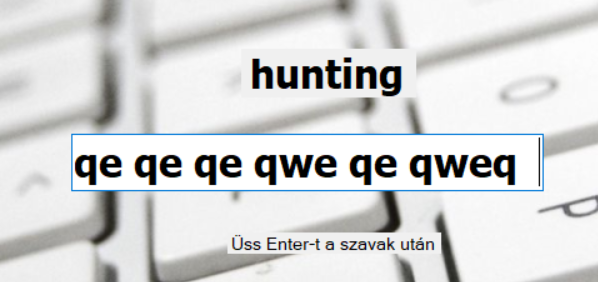 hunting
qe qe qe qwe qe qweq
Üss Enter-t a szavak után